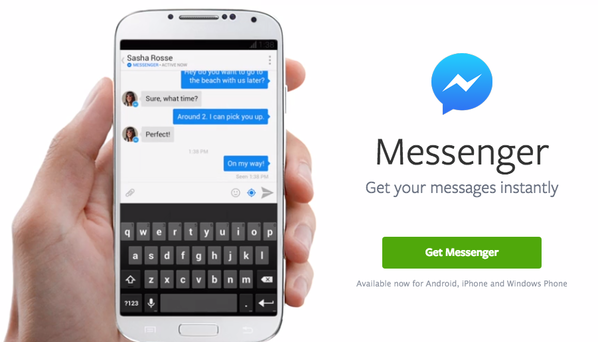 Sasha Rosse
MESSENGER • ACTIVE NOW
Hey do you want to go to
the beach with us later?
Sure, what time?
Around 2. I can pick you up.
Perfect!
1:08 PM
On my way!
Seen 1:38 PM
q w e r t y u i o p
a s d f g h j k l
z x c v b n m
?123 .
Messenger
Get your messages instantly
Get Messenger
Available now for Android, iPhone and Windows Phone